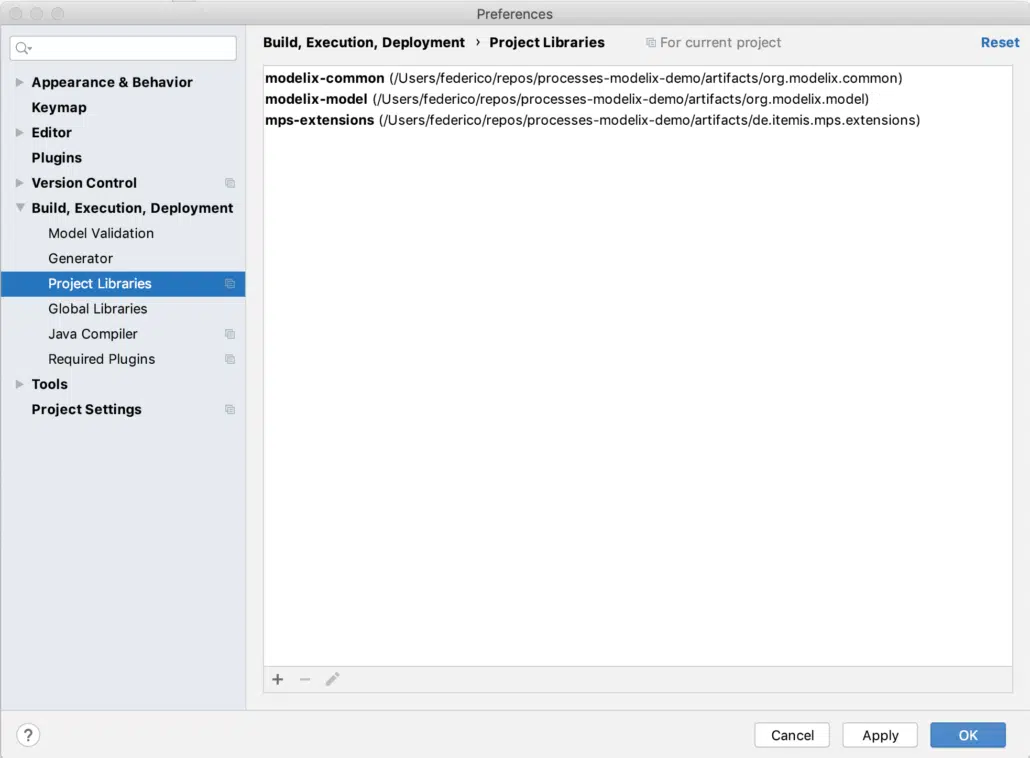 Preferences
Build, Execution, Deployment › Project Libraries For current project Reset
Appearance & Behavior
Keymap
Editor
Plugins
Version Control
Build, Execution, Deployment
Model Validation
Generator
Project Libraries
Global Libraries
Java Compiler
Required Plugins
Tools
Project Settings
modelix-common (/Users/federico/repos/processes-modelix-demo/artifacts/org.modelix.common)
modelix-model (/Users/federico/repos/processes-modelix-demo/artifacts/org.modelix.model)
mps-extensions (/Users/federico/repos/processes-modelix-demo/artifacts/de.itemis.mps.extensions)
? Cancel Apply OK